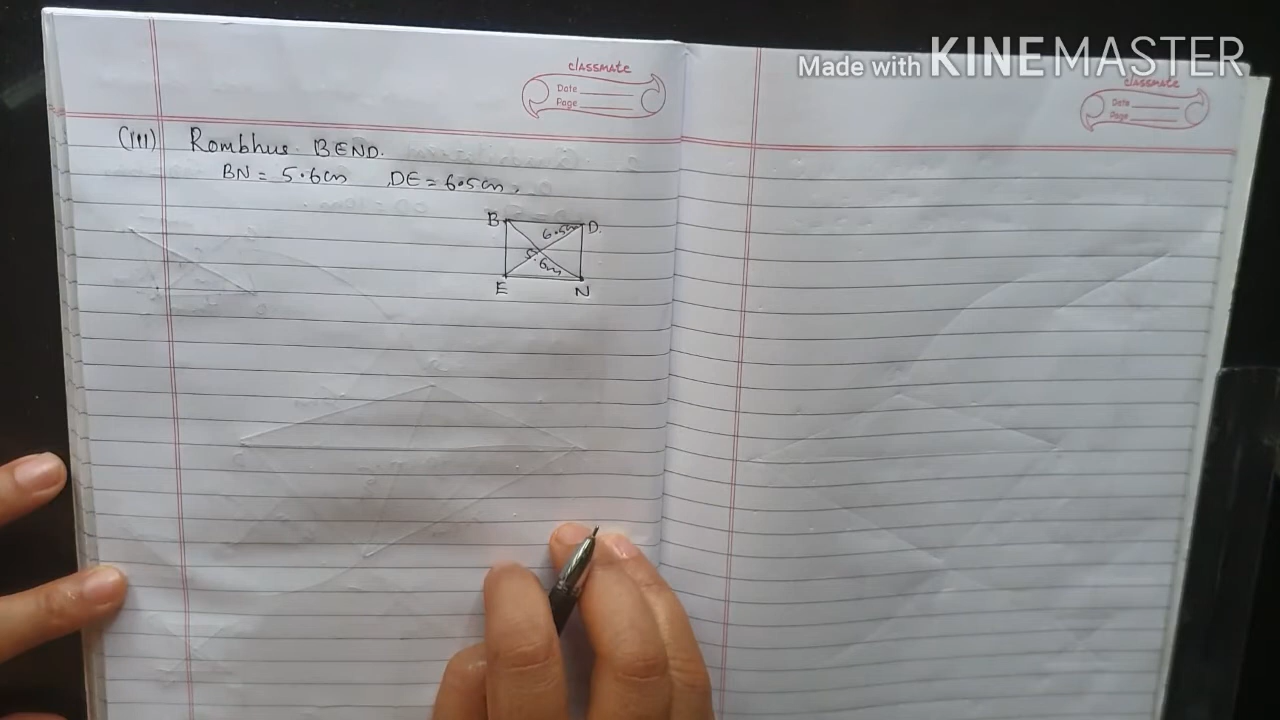 Made with KINEMASTER
classmate
Date
Page
classmate
Date
Page
(III) Rombhus. BEND.
BN = 5.6cm , DE = 6.5cm,
B D.
6.5cm
5.6cm
E N